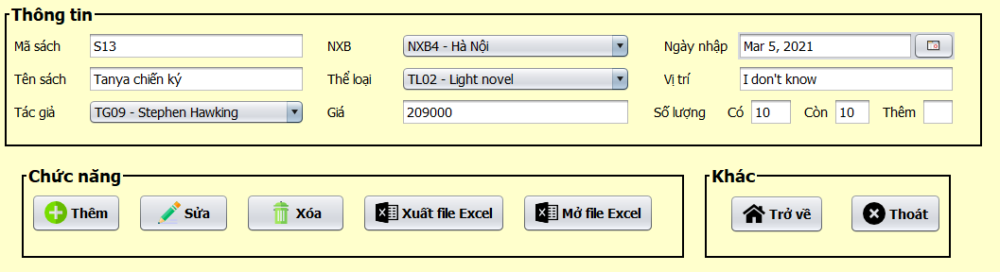 Thông tin
Mã sách S13 NXB NXB4 - Hà Nội Ngày nhập Mar 5, 2021
Tên sách Tanya chiến ký Thể loại TL02 - Light novel Vị trí I don't know
Tác giả TG09 - Stephen Hawking Giá 209000 Số lượng Có 10 Còn 10 Thêm
Chức năng Khác
Thêm Sửa Xóa Xuất file Excel Mở file Excel Trở về Thoát